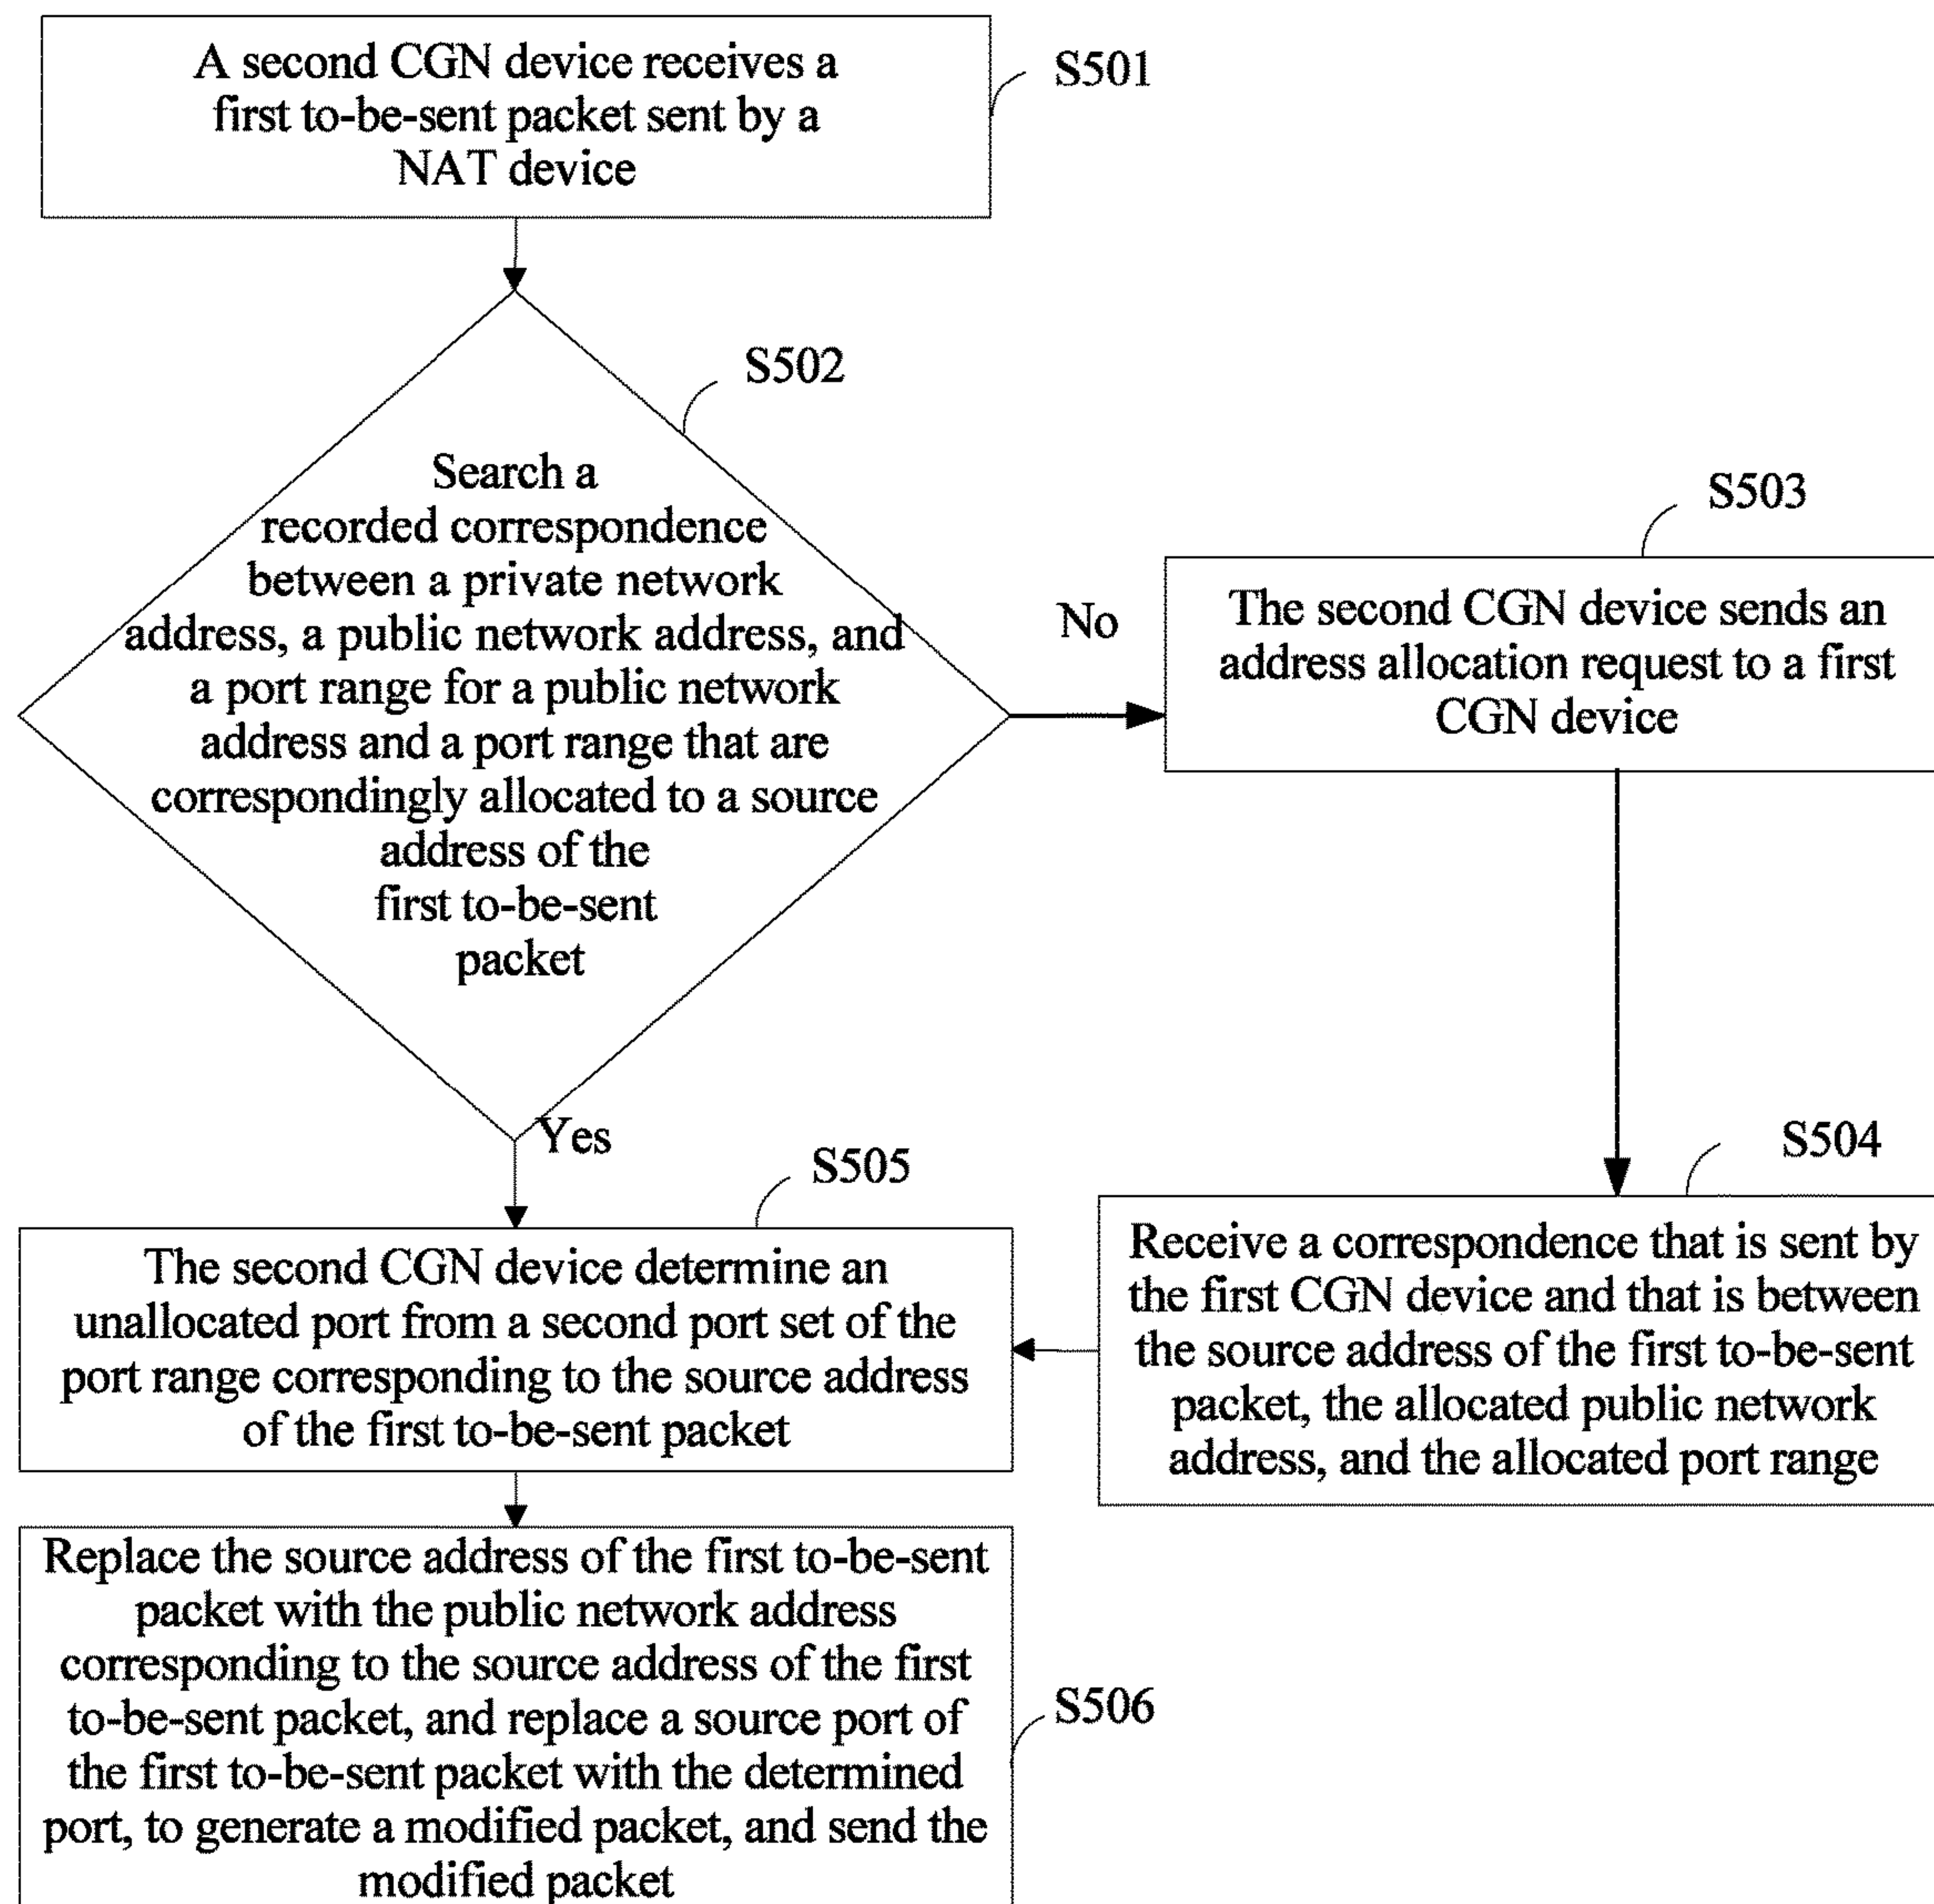 A second CGN device receives a
first to-be-sent packet sent by a
NAT device
S501
S502
Search a
recorded correspondence
between a private network
address, a public network address, and
a port range for a public network
address and a port range that are
correspondingly allocated to a source
address of the
first to-be-sent
packet
No
S503
The second CGN device sends an
address allocation request to a first
CGN device
Yes
S504
Receive a correspondence that is sent by
the first CGN device and that is between
the source address of the first to-be-sent
packet, the allocated public network
address, and the allocated port range
S505
The second CGN device determine an
unallocated port from a second port set of the
port range corresponding to the source address
of the first to-be-sent packet
Replace the source address of the first to-be-sent
packet with the public network address
corresponding to the source address of the first
to-be-sent packet, and replace a source port of
the first to-be-sent packet with the determined
port, to generate a modified packet, and send the
modified packet
S506